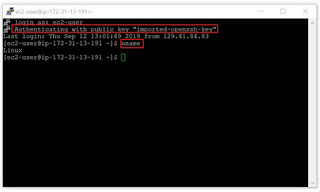 ec2-user@ip-172-31-13-191:~
login as: ec2-user
Authenticating with public key "imported-openssh-key"
Last login: Thu Sep 12 13:01:49 2019 from 129.41.84.83
[ec2-user@ip-172-31-13-191 ~]$ uname
Linux
[ec2-user@ip-172-31-13-191 ~]$